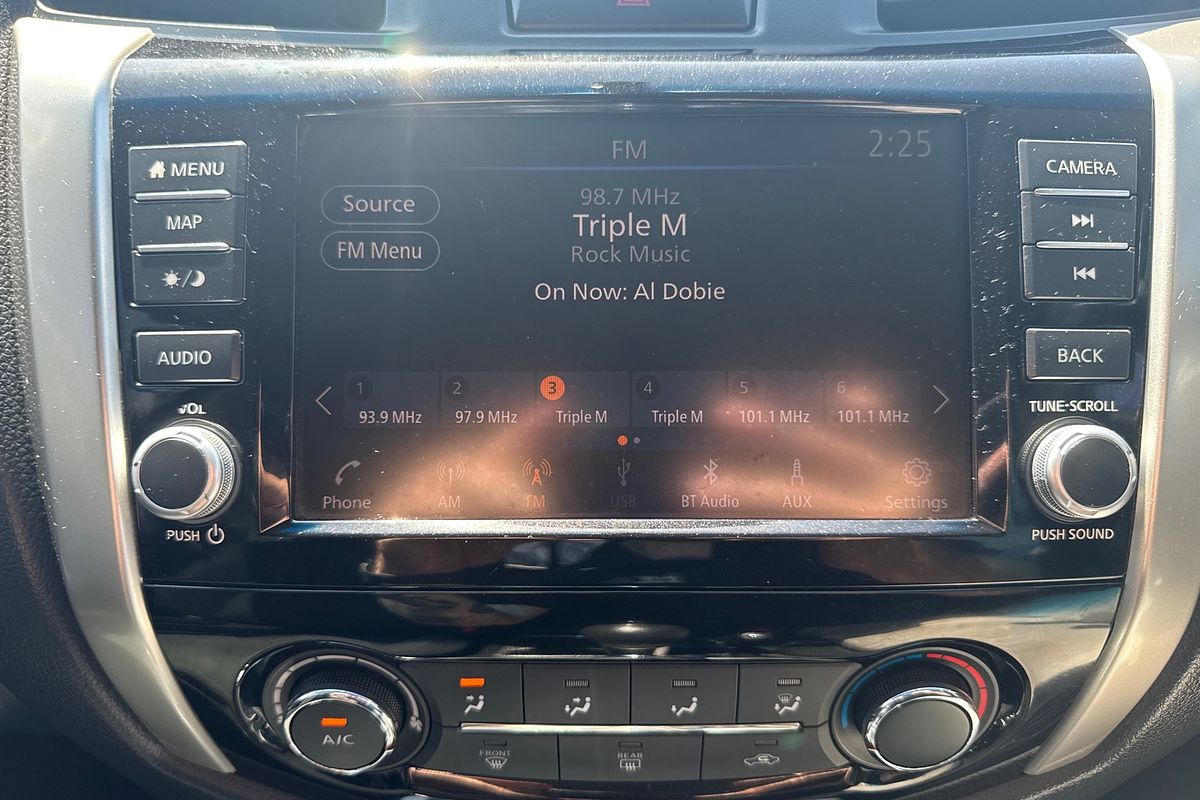 MENU
MAP
AUDIO
VOL
PUSH
FM
2:25
Source
FM Menu
98.7 MHz
Triple M
Rock Music
On Now: Al Dobie
1
2
3
4
5
6
93.9 MHz
97.9 MHz
Triple M
Triple M
101.1 MHz
101.1 MHz
Phone
AM
FM
USB
BT Audio
AUX
Settings
CAMERA
BACK
TUNE·SCROLL
PUSH SOUND
A/C
FRONT
REAR